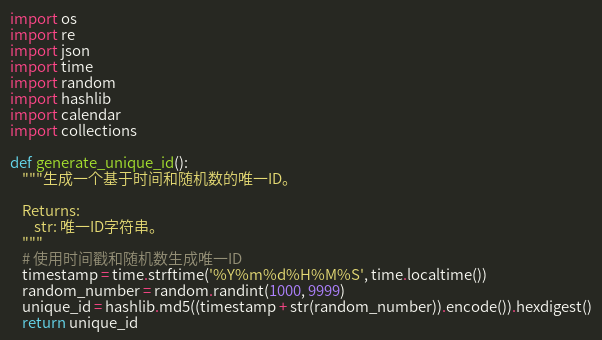 import os
import re
import json
import time
import random
import hashlib
import calendar
import collections

def generate_unique_id():
    """生成一个基于时间和随机数的唯一ID。

    Returns:
        str: 唯一ID字符串。
    """
    # 使用时间戳和随机数生成唯一ID
    timestamp = time.strftime('%Y%m%d%H%M%S', time.localtime())
    random_number = random.randint(1000, 9999)
    unique_id = hashlib.md5((timestamp + str(random_number)).encode()).hexdigest()
    return unique_id